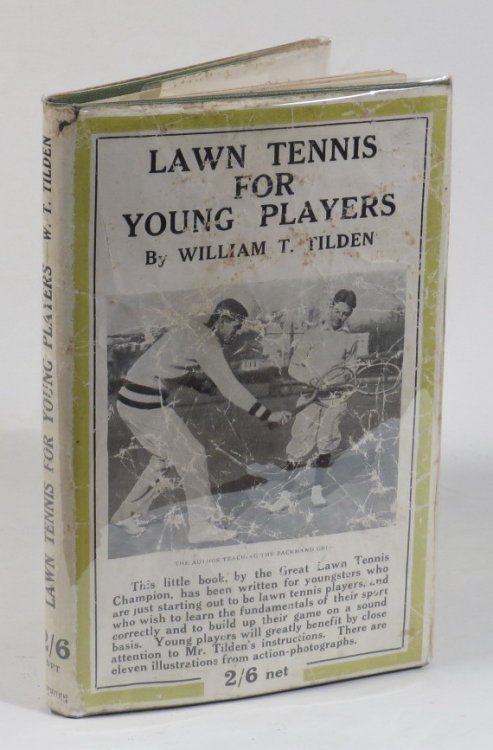 LAWN TENNIS
FOR
YOUNG PLAYERS
By WILLIAM T. TILDEN
THE AUTHOR TEACHING THE BACKHAND GRIP
This little book, by the Great Lawn Tennis
Champion, has been written for youngsters who
are just starting out to be lawn tennis players, and
who wish to learn the fundamentals of their sport
correctly and to build up their game on a sound
basis. Young players will greatly benefit by close
attention to Mr. Tilden's instructions. There are
eleven illustrations from action-photographs.
2/6 net
LAWN TENNIS FOR YOUNG PLAYERS W. T. TILDEN
2/6